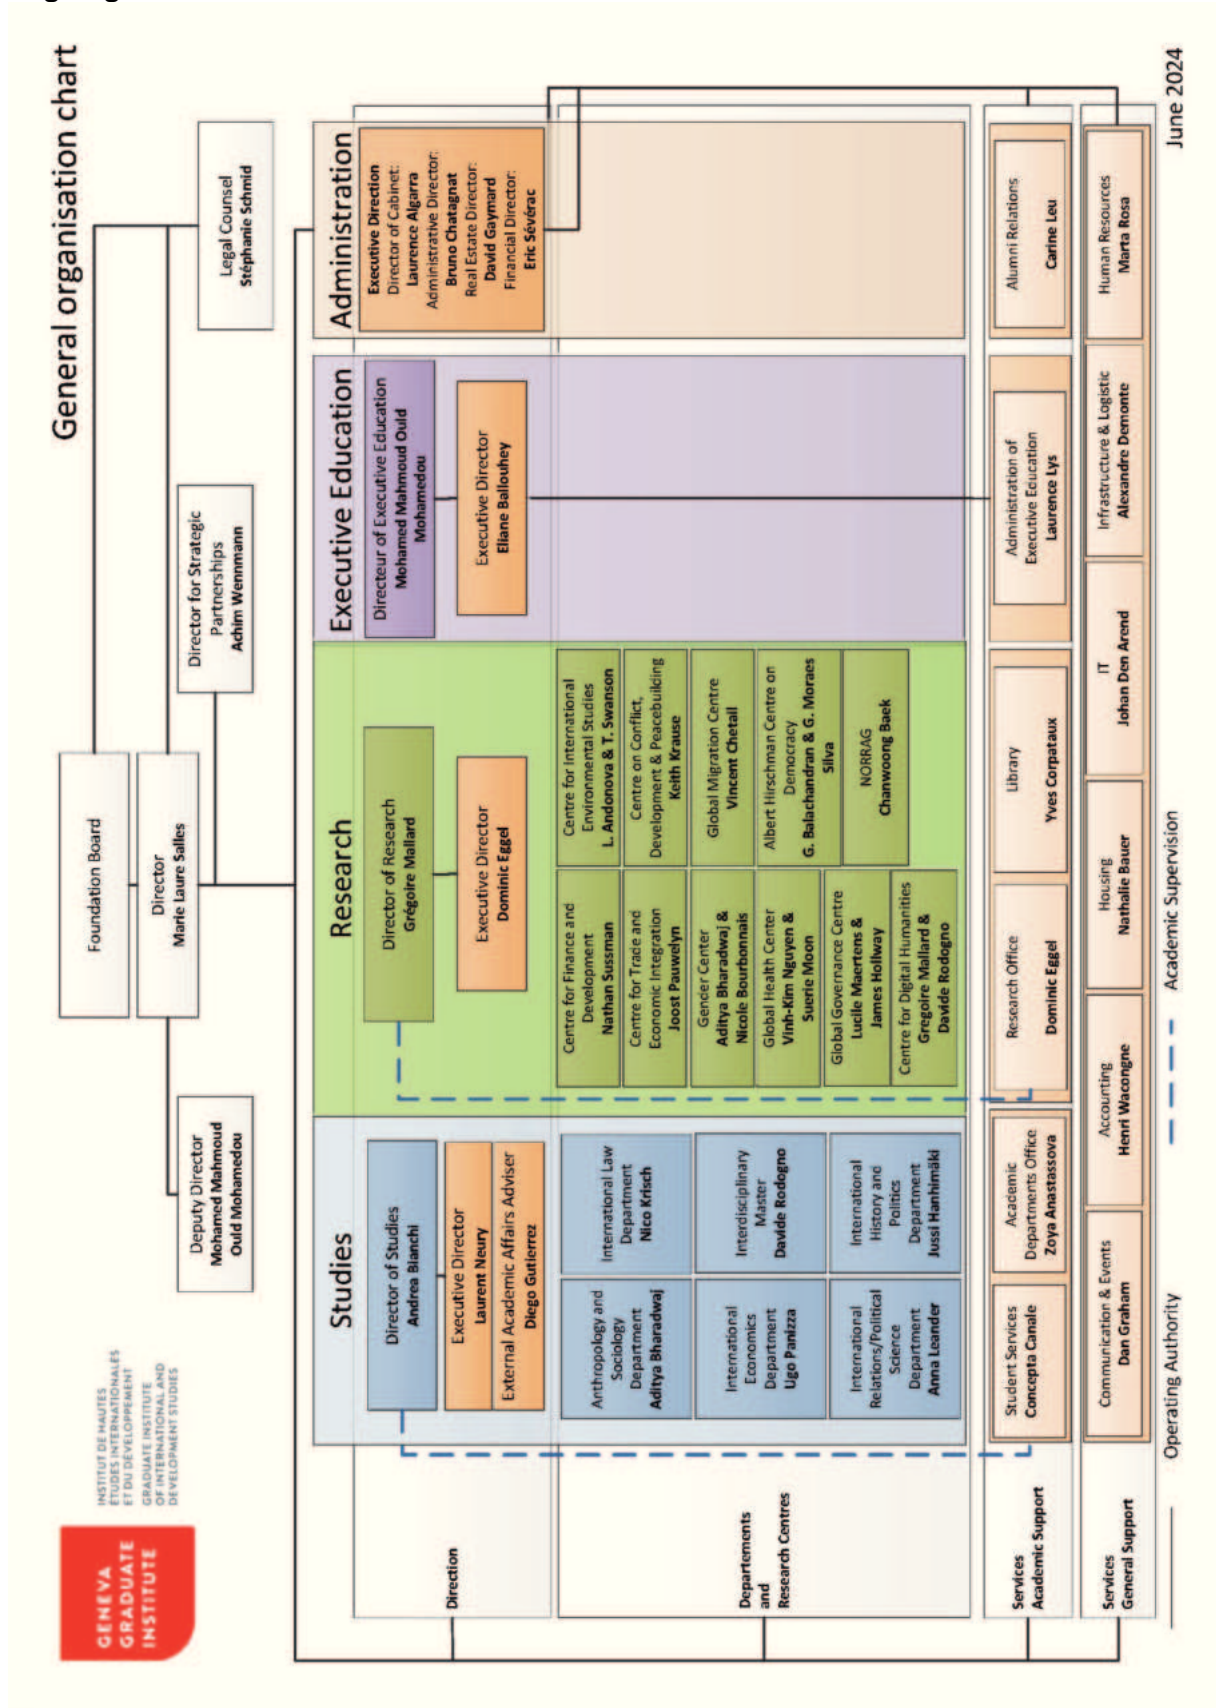 General organisation chart
GENEVA
GRADUATE
INSTITUTE
INSTITUT DE HAUTES
ÉTUDES INTERNATIONALES
ET DU DÉVELOPPEMENT
GRADUATE INSTITUTE
OF INTERNATIONAL AND
DEVELOPMENT STUDIES
Foundation Board
Director
Marie Laure Salles
Deputy Director
Mohamed Mahmoud
Ould Mohamedou
Director for Strategic
Partnerships
Achim Wennmann
Legal Counsel
Stéphanie Schmid
Studies
Research
Executive Education
Administration
Direction
Director of Studies
Andrea Bianchi
Executive Director
Laurent Neury
External Academic Affairs Adviser
Diego Gutierrez
Director of Research
Grégoire Mallard
Executive Director
Dominic Eggel
Directeur of Executive Education
Mohamed Mahmoud Ould
Mohamedou
Executive Director
Eliane Ballouhey
Executive Direction
Director of Cabinet:
Laurence Algarra
Administrative Director:
Bruno Chatagnat
Real Estate Director:
David Gaymard
Financial Director:
Eric Sévérac
Departements
and
Research Centres
Anthropology and
Sociology
Department
Aditya Bharadwaj
International Law
Department
Nico Krisch
International
Economics
Department
Ugo Panizza
Interdisciplinary
Master
Davide Rodogno
International
Relations/Political
Science
Department
Anna Leander
International
History and
Politics
Department
Jussi Hanhimäki
Centre for Finance and
Development
Nathan Sussman
Centre for International
Environmental Studies
L. Andonova & T. Swanson
Centre for Trade and
Economic Integration
Joost Pauwelyn
Centre on Conflict,
Development & Peacebuilding
Keith Krause
Gender Center
Aditya Bharadwaj &
Nicole Bourbonnais
Global Migration Centre
Vincent Chetail
Global Health Center
Vinh-Kim Nguyen &
Suerie Moon
Albert Hirschman Centre on
Democracy
G. Balachandran & G. Moraes
Silva
Global Governance Centre
Lucile Maertens &
James Hollway
NORRAG
Chanwoong Baek
Centre for Digital Humanities
Gregoire Mallard &
Davide Rodogno
Services
Academic Support
Student Services
Concepta Canale
Academic
Departments Office
Zoya Anastassova
Research Office
Dominic Eggel
Library
Yves Corpataux
Administration of
Executive Education
Laurence Lys
Alumni Relations
Carine Leu
Services
General Support
Communication & Events
Dan Graham
Accounting
Henri Wacongne
Housing
Nathalie Bauer
IT
Johan Den Arend
Infrastructure & Logistic
Alexandre Demonte
Human Resources
Marta Rosa
Operating Authority
Academic Supervision
June 2024